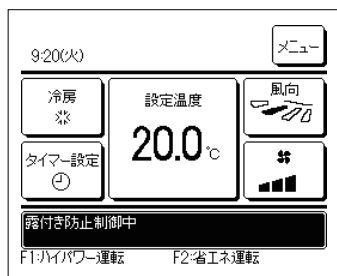 9:20(火)
メニュー
冷房
設定温度
風向
タイマー設定
20.0℃
露付き防止制御中
F1:ハイパワー運転 F2:省エネ運転